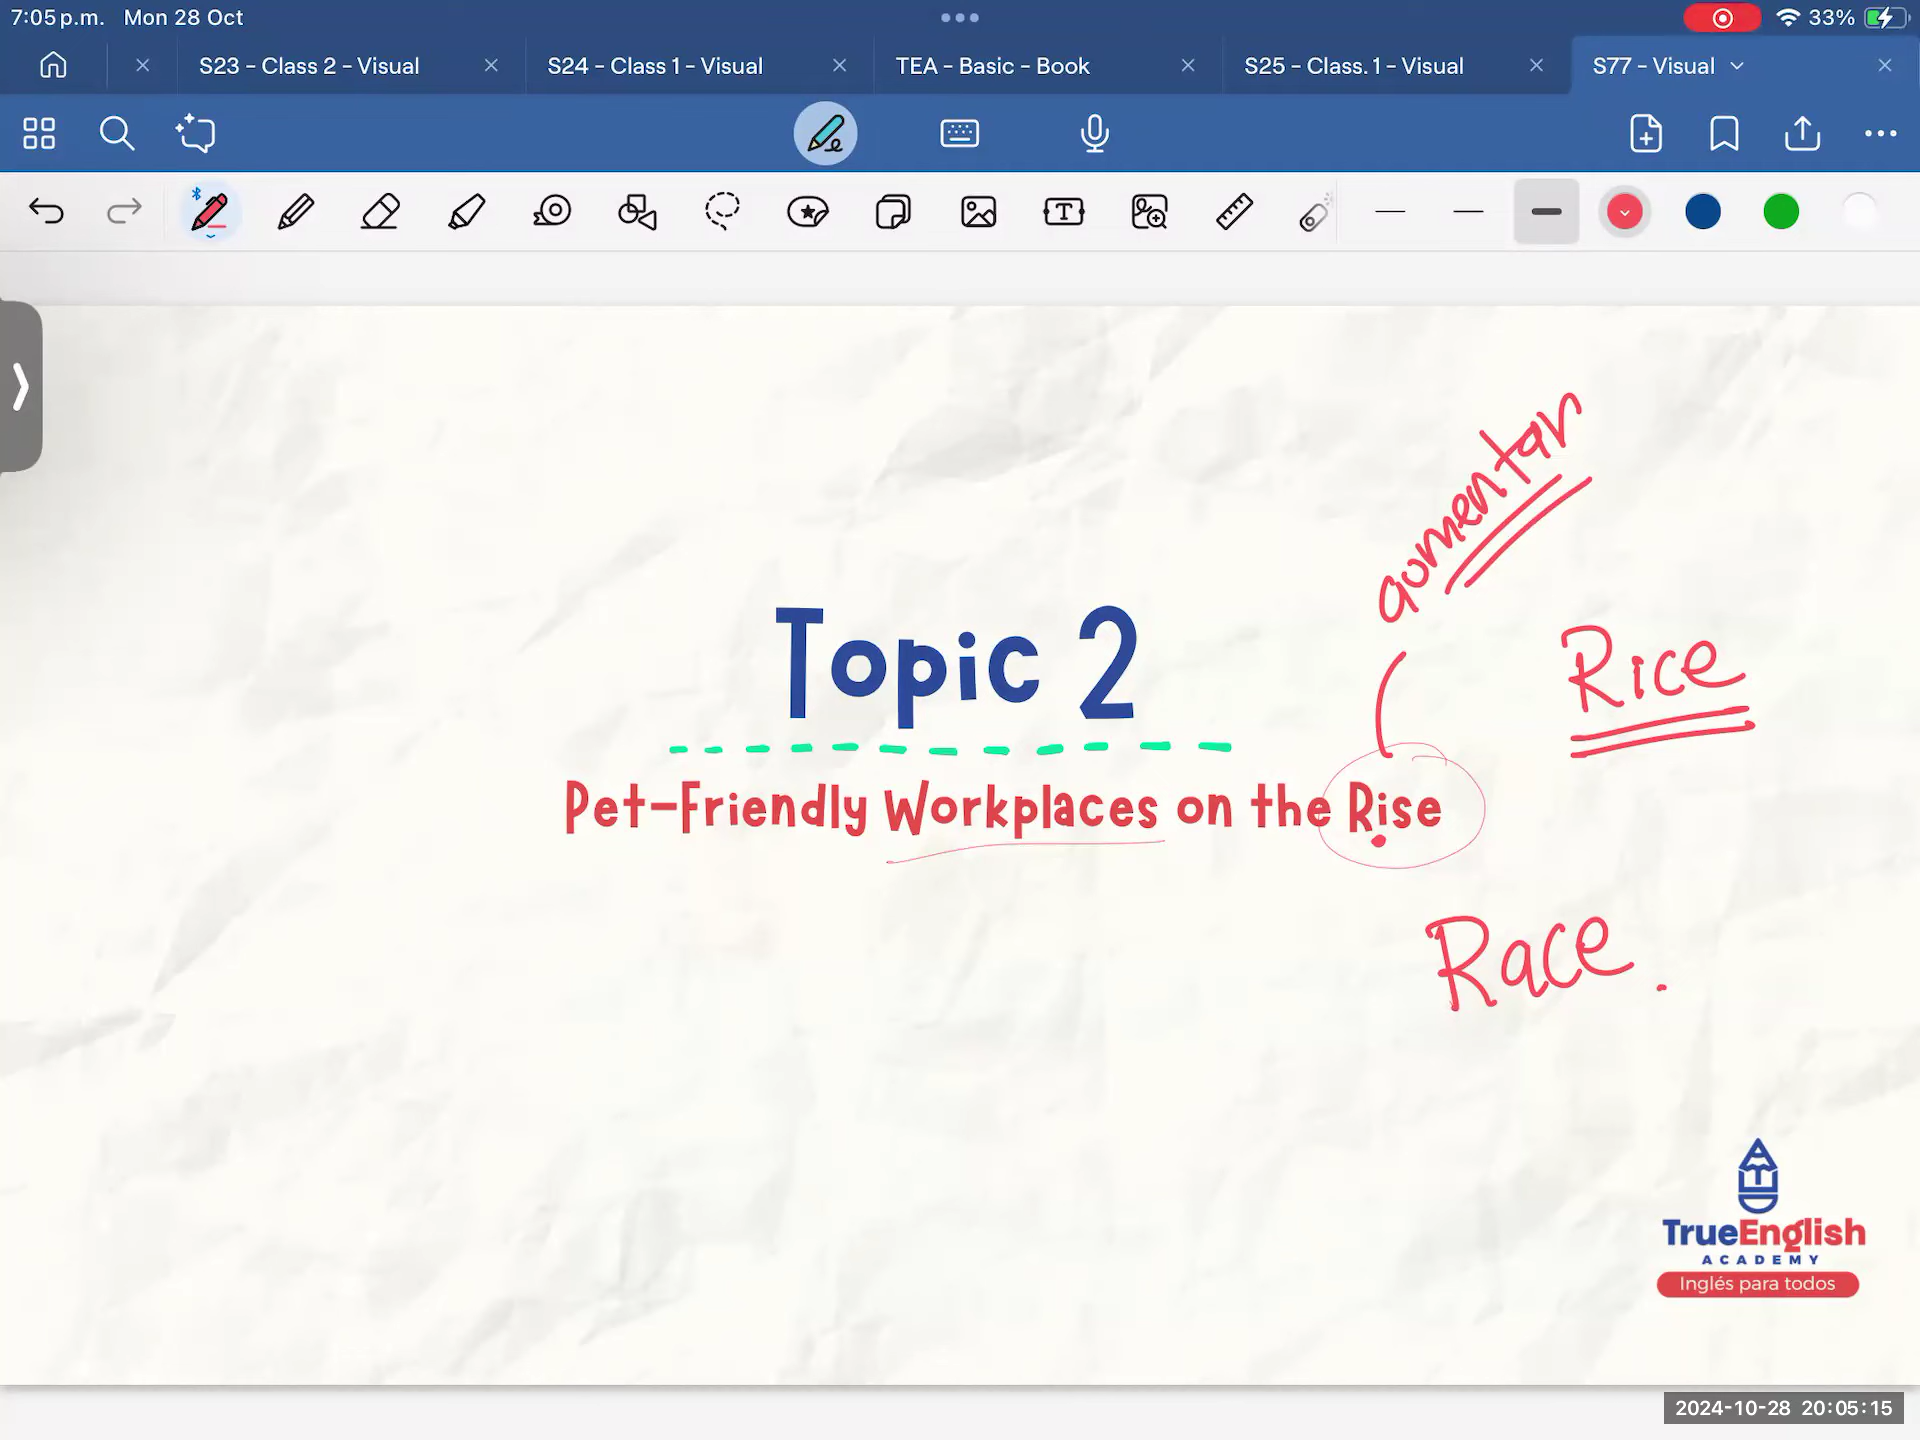 7:05 p.m. Mon 28 Oct
33%
S23 - Class 2 - Visual
S24 - Class 1 - Visual
TEA - Basic - Book
S25 - Class. 1 - Visual
S77 - Visual
aumentar
Rice
Topic 2
Pet-Friendly Workplaces on the Rise
Race.
TrueEnglish
ACADEMY
Inglés para todos
2024-10-28 20:05:15